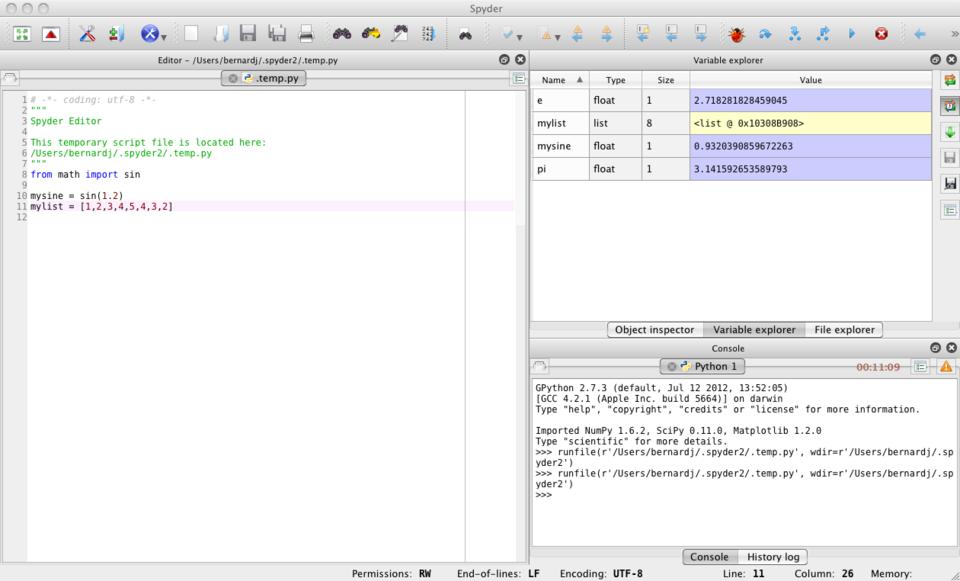 Spyder
Editor - /Users/bernardj/.spyder2/.temp.py
.temp.py
1 # -*- coding: utf-8 -*-
2 """
3 Spyder Editor
4
5 This temporary script file is located here:
6 /Users/bernardj/.spyder2/.temp.py
7 """
8 from math import sin
9
10 mysine = sin(1.2)
11 mylist = [1,2,3,4,5,4,3,2]
12
Variable explorer
Name Type Size Value
e float 1 2.718281828459045
mylist list 8 <list @ 0x10308B908>
mysine float 1 0.9320390859672263
pi float 1 3.141592653589793
Object inspector Variable explorer File explorer
Console
Python 1 00:11:09
GPython 2.7.3 (default, Jul 12 2012, 13:52:05)
[GCC 4.2.1 (Apple Inc. build 5664)] on darwin
Type "help", "copyright", "credits" or "license" for more information.
Imported NumPy 1.6.2, SciPy 0.11.0, Matplotlib 1.2.0
Type "scientific" for more details.
>>> runfile(r'/Users/bernardj/.spyder2/.temp.py', wdir=r'/Users/bernardj/.sp
yder2')
>>> runfile(r'/Users/bernardj/.spyder2/.temp.py', wdir=r'/Users/bernardj/.sp
yder2')
>>>
Console History log
Permissions: RW End-of-lines: LF Encoding: UTF-8 Line: 11 Column: 26 Memory: